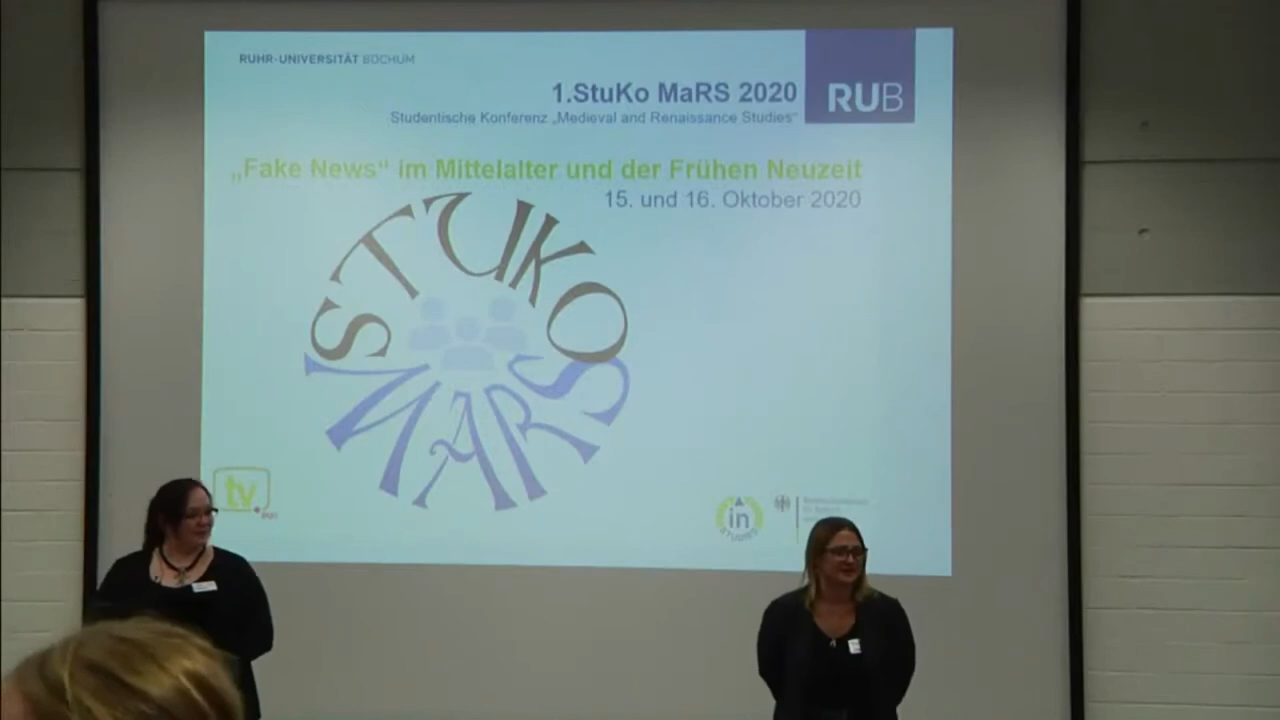 RUHR-UNIVERSITÄT BOCHUM
1.StuKo MaRS 2020
RUB
Studentische Konferenz „Medieval and Renaissance Studies“
„Fake News“ im Mittelalter und der Frühen Neuzeit
15. und 16. Oktober 2020
STUKO
MARS
tv.
in
STUDIES